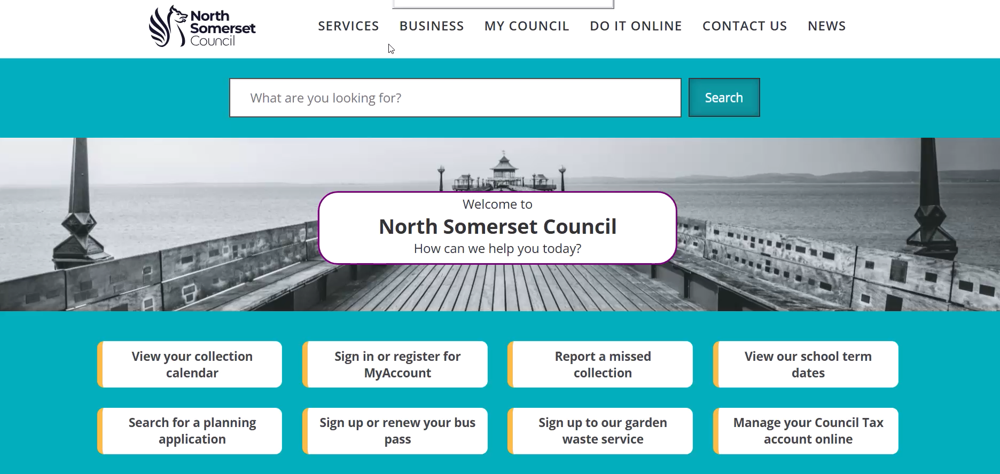 North
Somerset
Council
SERVICES BUSINESS MY COUNCIL DO IT ONLINE CONTACT US NEWS
What are you looking for? Search
Welcome to
North Somerset Council
How can we help you today?
View your collection
calendar
Sign in or register for
MyAccount
Report a missed
collection
View our school term
dates
Search for a planning
application
Sign up or renew your bus
pass
Sign up to our garden
waste service
Manage your Council Tax
account online